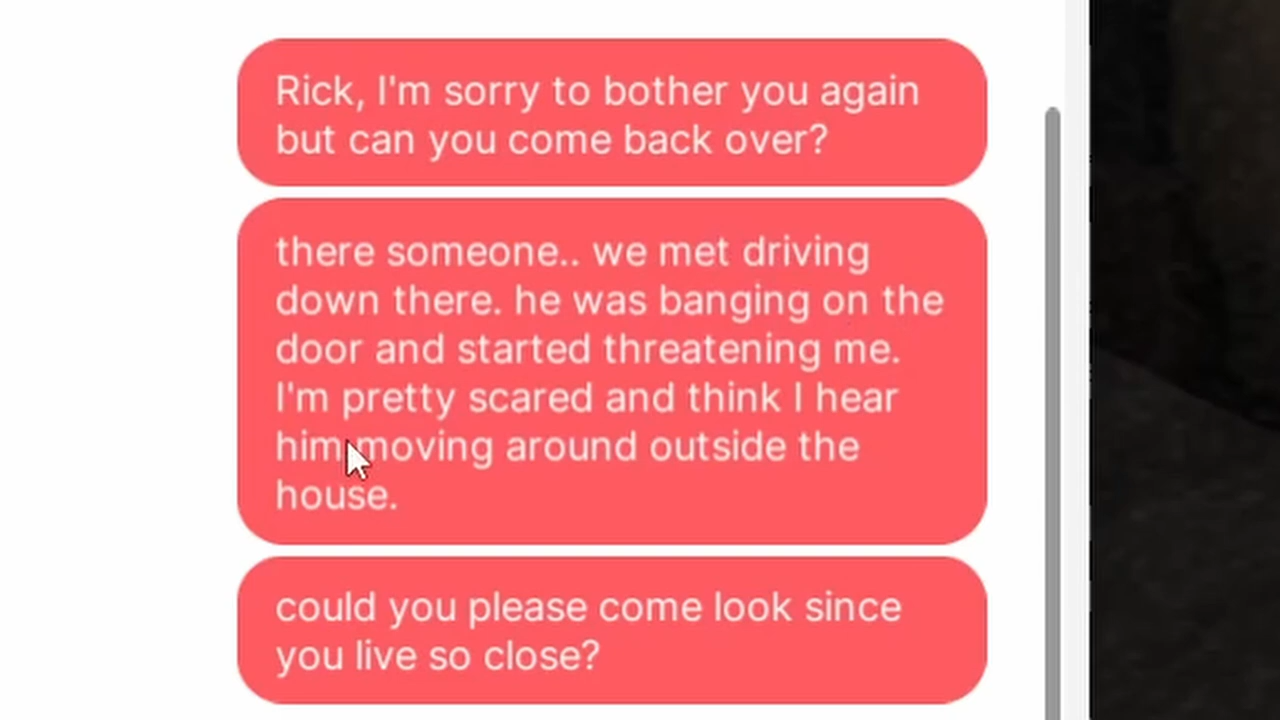 Rick, I'm sorry to bother you again
but can you come back over?
there someone.. we met driving
down there. he was banging on the
door and started threatening me.
I'm pretty scared and think I hear
him moving around outside the
house.
could you please come look since
you live so close?